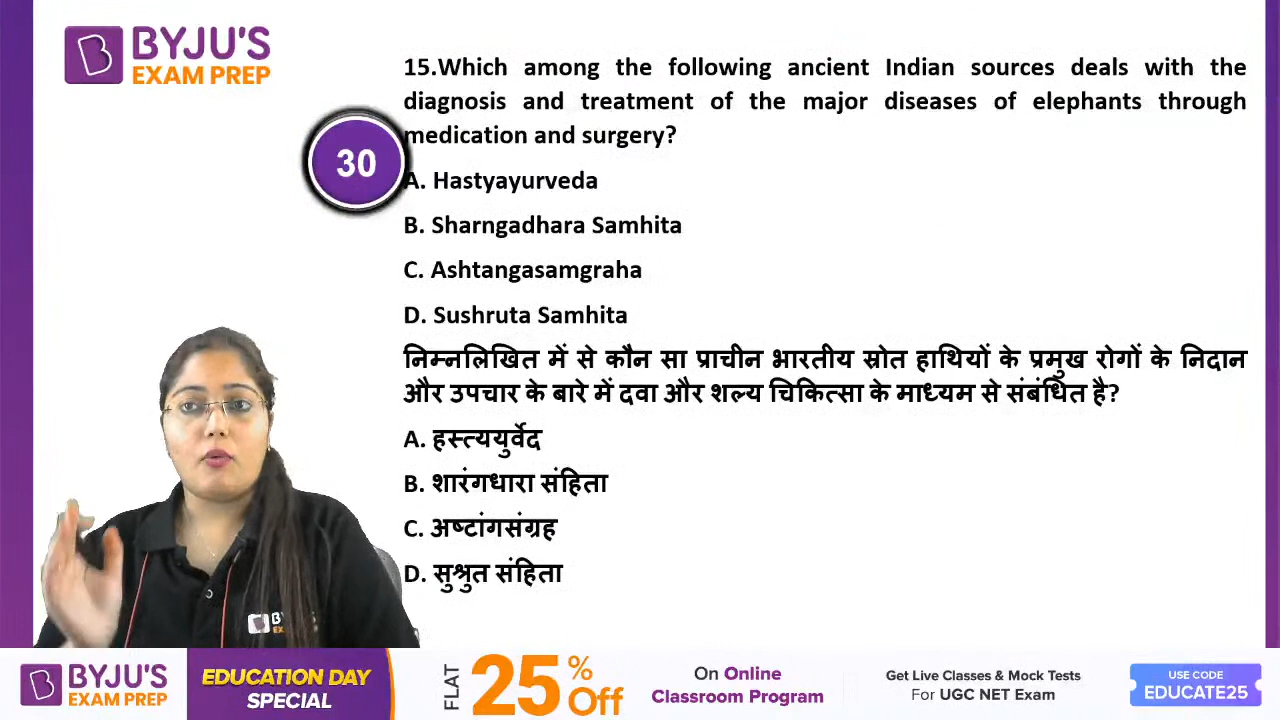 BYJU'S
EXAM PREP
15.Which among the following ancient Indian sources deals with the
diagnosis and treatment of the major diseases of elephants through
medication and surgery?
30
A. Hastyayurveda
B. Sharngadhara Samhita
C. Ashtangasamgraha
D. Sushruta Samhita
निम्नलिखित में से कौन सा प्राचीन भारतीय स्रोत हाथियों के प्रमुख रोगों के निदान
और उपचार के बारे में दवा और शल्य चिकित्सा के माध्यम से संबंधित है?
A. हस्त्ययुर्वेद
B. शारंगधारा संहिता
C. अष्टांगसंग्रह
D. सुश्रुत संहिता
BYJU'S
EXAM PREP
EDUCATION DAY
SPECIAL
FLAT
25% Off
On Online
Classroom Program
Get Live Classes & Mock Tests
For UGC NET Exam
USE CODE
EDUCATE25